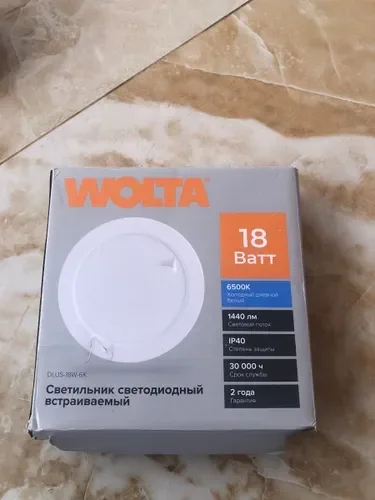 WOLTA
18
Ватт
6500K
Холодный дневной
белый
1440 лм
Световой поток
IP40
Степень защиты
30 000 ч
Срок службы
2 года
Гарантия
DLUS-18W-6K
Светильник светодиодный
встраиваемый